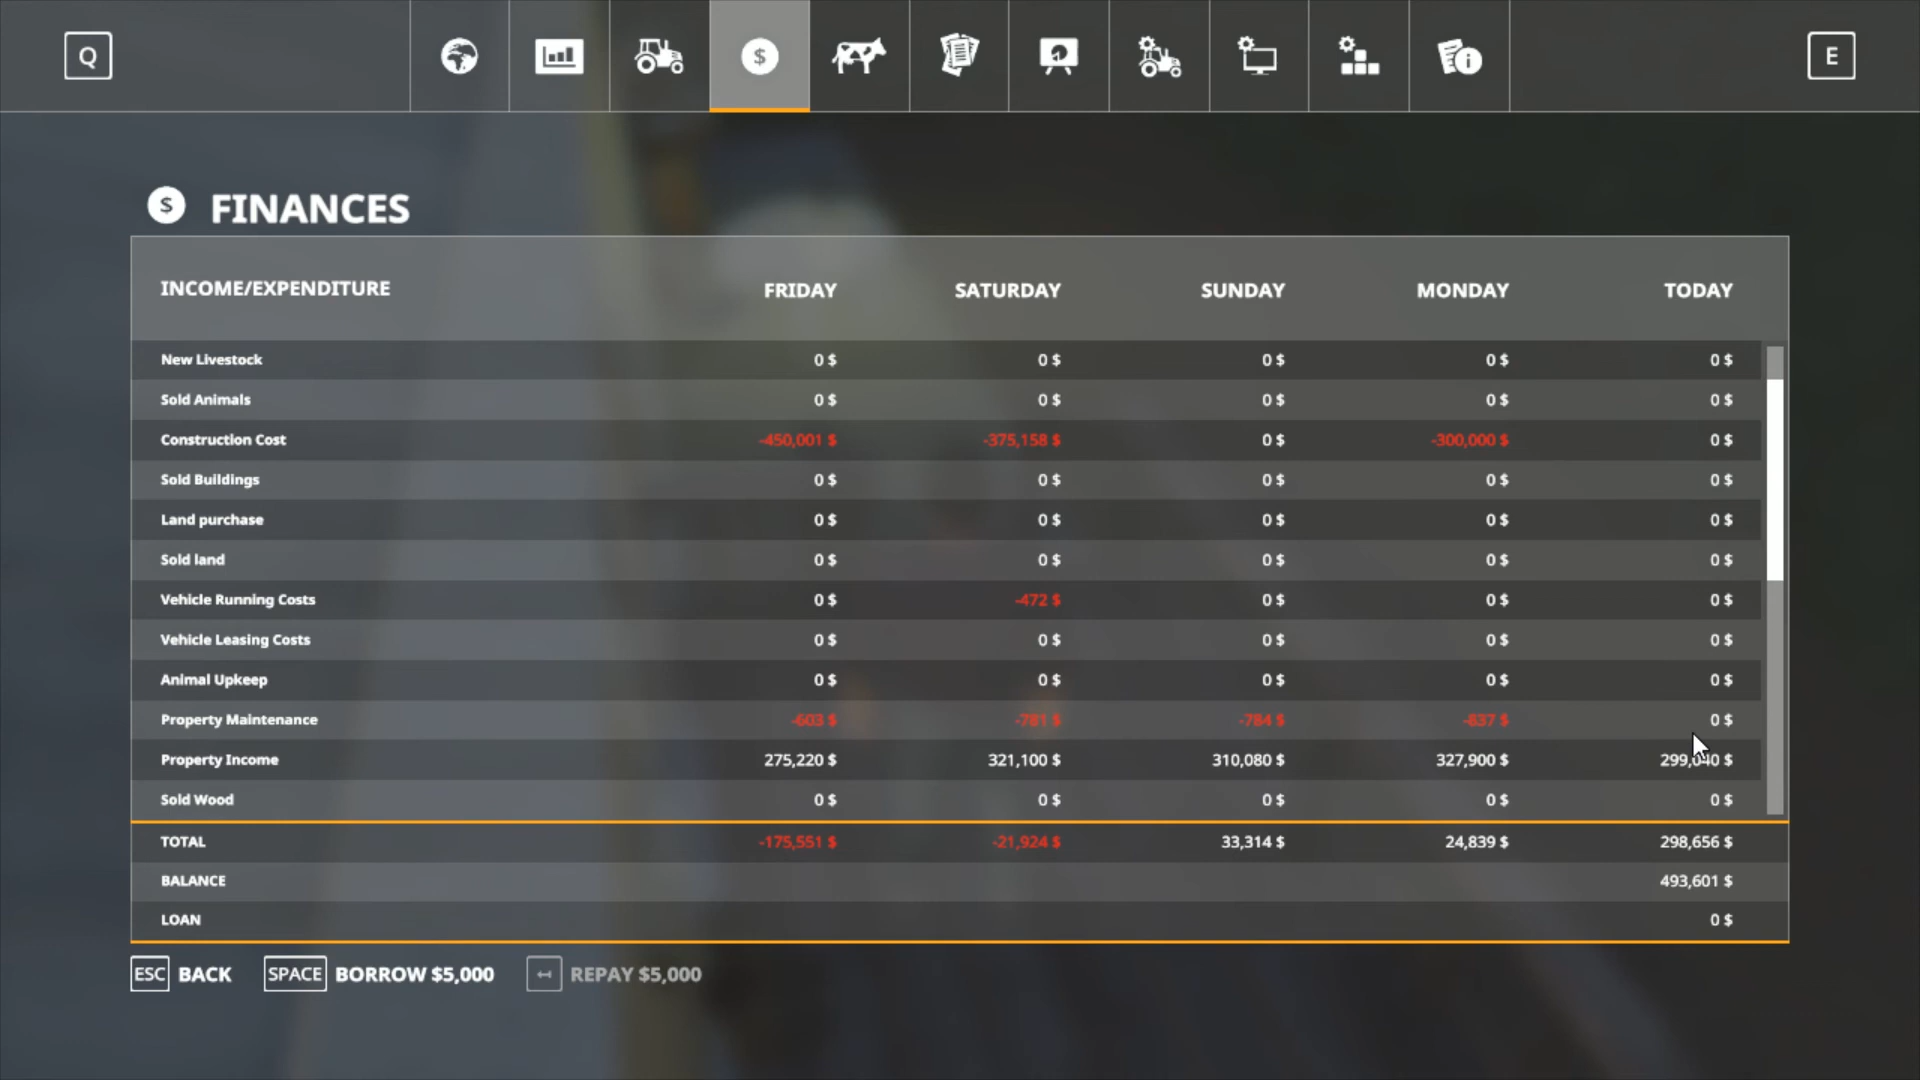 Q
$
E
$ FINANCES
INCOME/EXPENDITURE FRIDAY SATURDAY SUNDAY MONDAY TODAY
New Livestock 0 $ 0 $ 0 $ 0 $ 0 $
Sold Animals 0 $ 0 $ 0 $ 0 $ 0 $
Construction Cost -450,001 $ -375,158 $ 0 $ -300,000 $ 0 $
Sold Buildings 0 $ 0 $ 0 $ 0 $ 0 $
Land purchase 0 $ 0 $ 0 $ 0 $ 0 $
Sold land 0 $ 0 $ 0 $ 0 $ 0 $
Vehicle Running Costs 0 $ -472 $ 0 $ 0 $ 0 $
Vehicle Leasing Costs 0 $ 0 $ 0 $ 0 $ 0 $
Animal Upkeep 0 $ 0 $ 0 $ 0 $ 0 $
Property Maintenance -603 $ -781 $ -784 $ -837 $ 0 $
Property Income 275,220 $ 321,100 $ 310,080 $ 327,900 $ 299,040 $
Sold Wood 0 $ 0 $ 0 $ 0 $ 0 $
TOTAL -175,551 $ -21,924 $ 33,314 $ 24,839 $ 298,656 $
BALANCE 493,601 $
LOAN 0 $
ESC BACK SPACE BORROW $5,000 REPAY $5,000